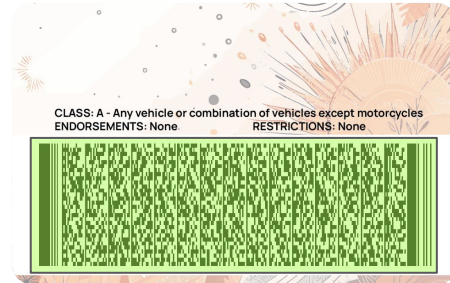 CLASS: A - Any vehicle or combination of vehicles except motorcycles
ENDORSEMENTS: None RESTRICTIONS: None